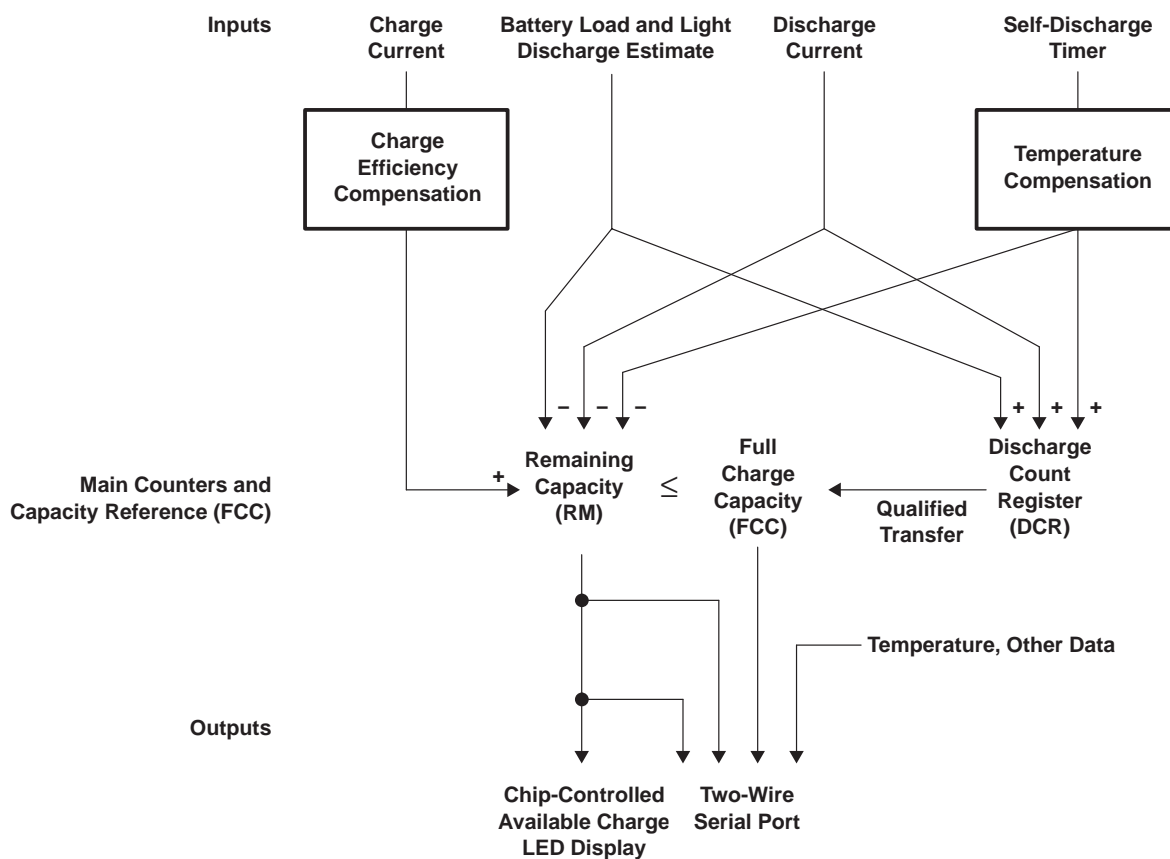 Inputs
Charge
Current
Battery Load and Light
Discharge Estimate
Discharge
Current
Self-Discharge
Timer
Charge
Efficiency
Compensation
Temperature
Compensation
– – –
+ + +
Main Counters and
Capacity Reference (FCC)
+
Remaining
Capacity
(RM)
≤
Full
Charge
Capacity
(FCC)
Qualified
Transfer
Discharge
Count
Register
(DCR)
Temperature, Other Data
Outputs
Chip-Controlled
Available Charge
LED Display
Two-Wire
Serial Port